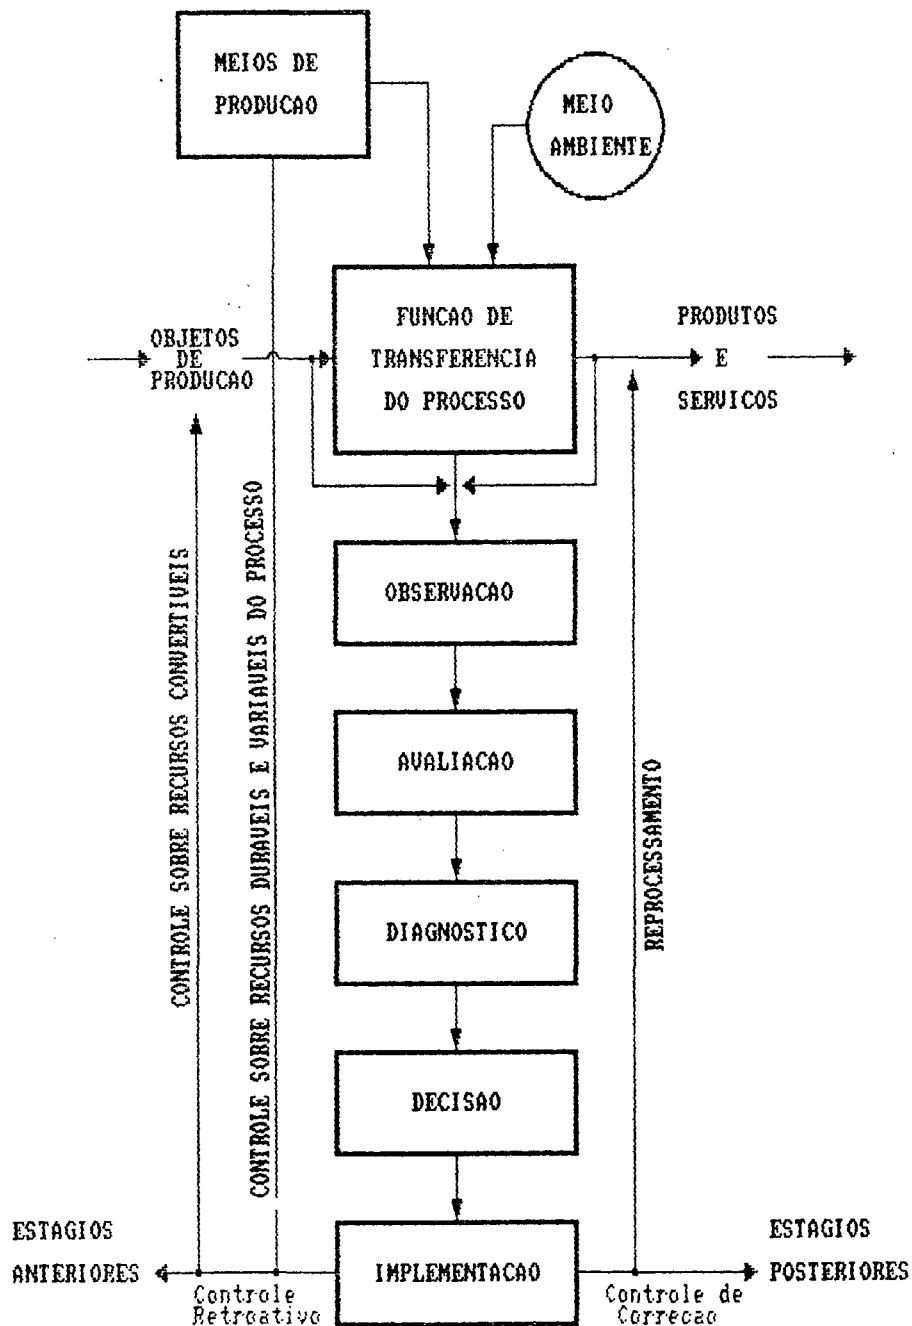 MEIOS DE
PRODUCAO
MEIO
AMBIENTE
OBJETOS
DE
PRODUCAO
FUNCAO DE
TRANSFERENCIA
DO PROCESSO
PRODUTOS
E
SERVICOS
CONTROLE SOBRE RECURSOS CONVERTIVEIS
CONTROLE SOBRE RECURSOS DURAVEIS E VARIAVEIS DO PROCESSO
OBSERVACAO
AVALIACAO
DIAGNOSTICO
DECISAO
REPROCESSAMENTO
ESTAGIOS
ANTERIORES
Controle
Retroativo
IMPLEMENTACAO
Controle de
Correcao
ESTAGIOS
POSTERIORES